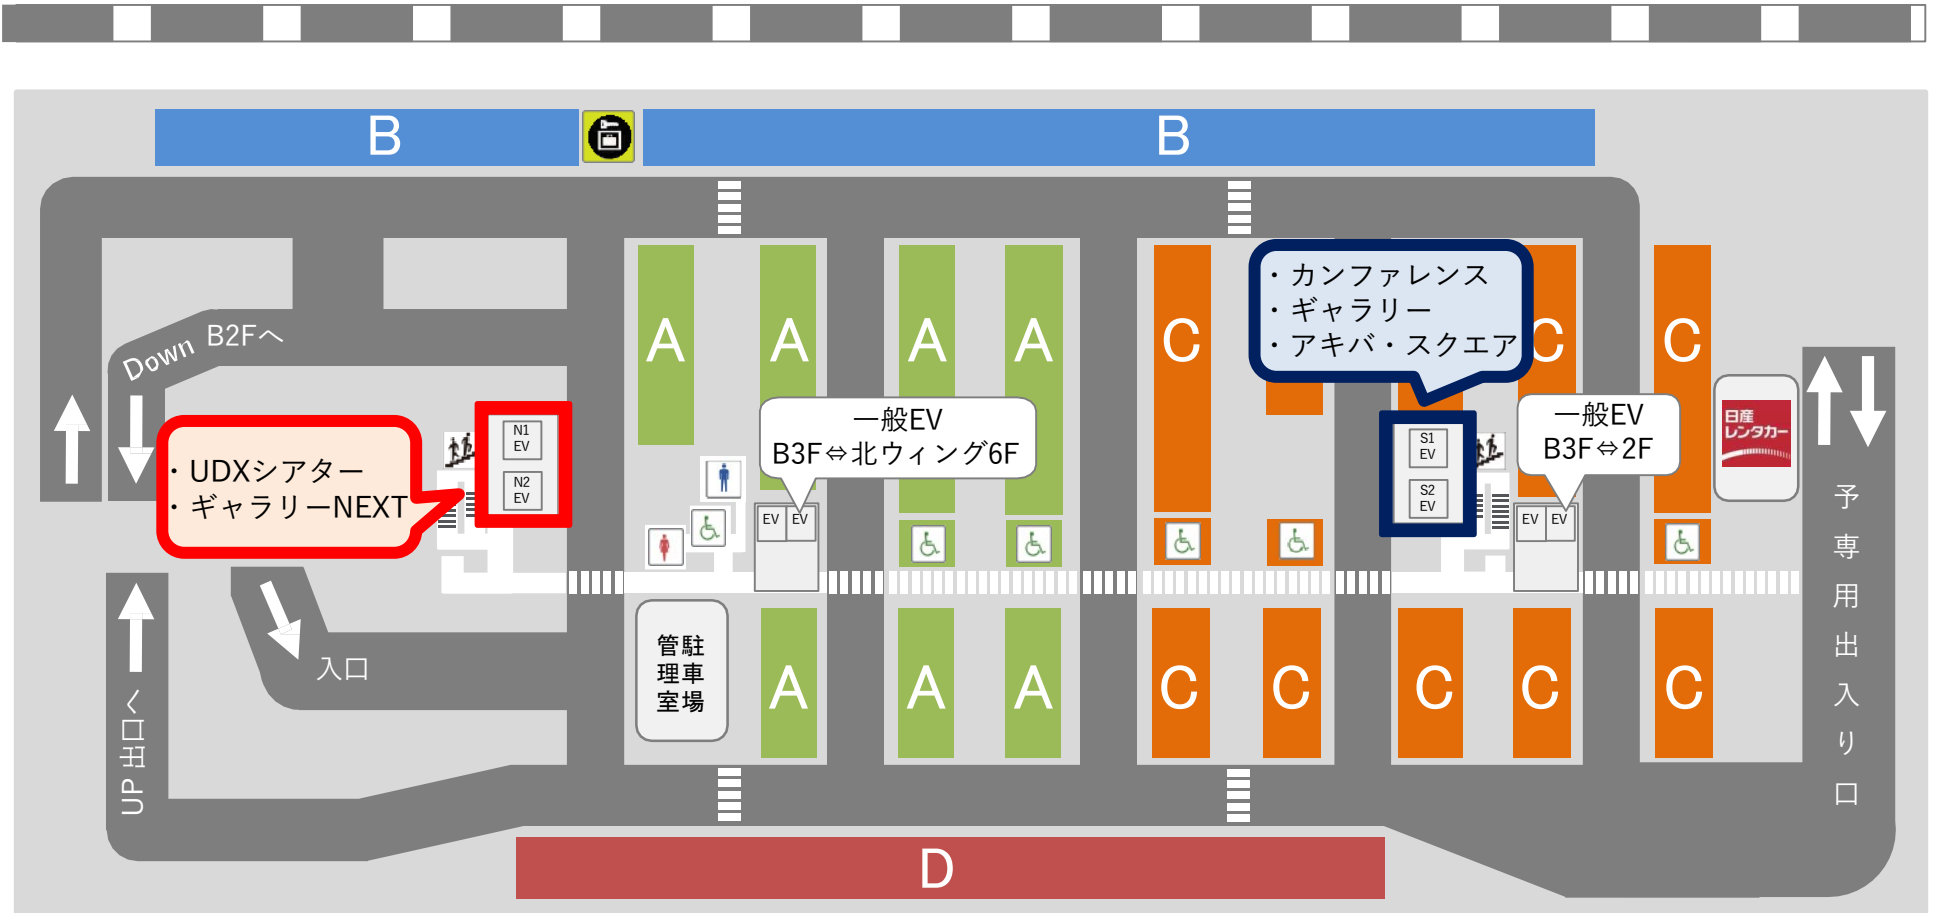 B
B
B2Fへ
Down
A
A
A
A
C
C
C
・カンファレンス
・ギャラリー
・アキバ・スクエア
・UDXシアター
・ギャラリーNEXT
N1
EV
N2
EV
一般EV
B3F⇔北ウィング6F
EV
EV
S1
EV
S2
EV
一般EV
B3F⇔2F
EV
EV
日産
レンタカー
予専用出入り口
入口
UP 出口へ
駐車場
管理室
A
A
A
C
C
C
C
C
D